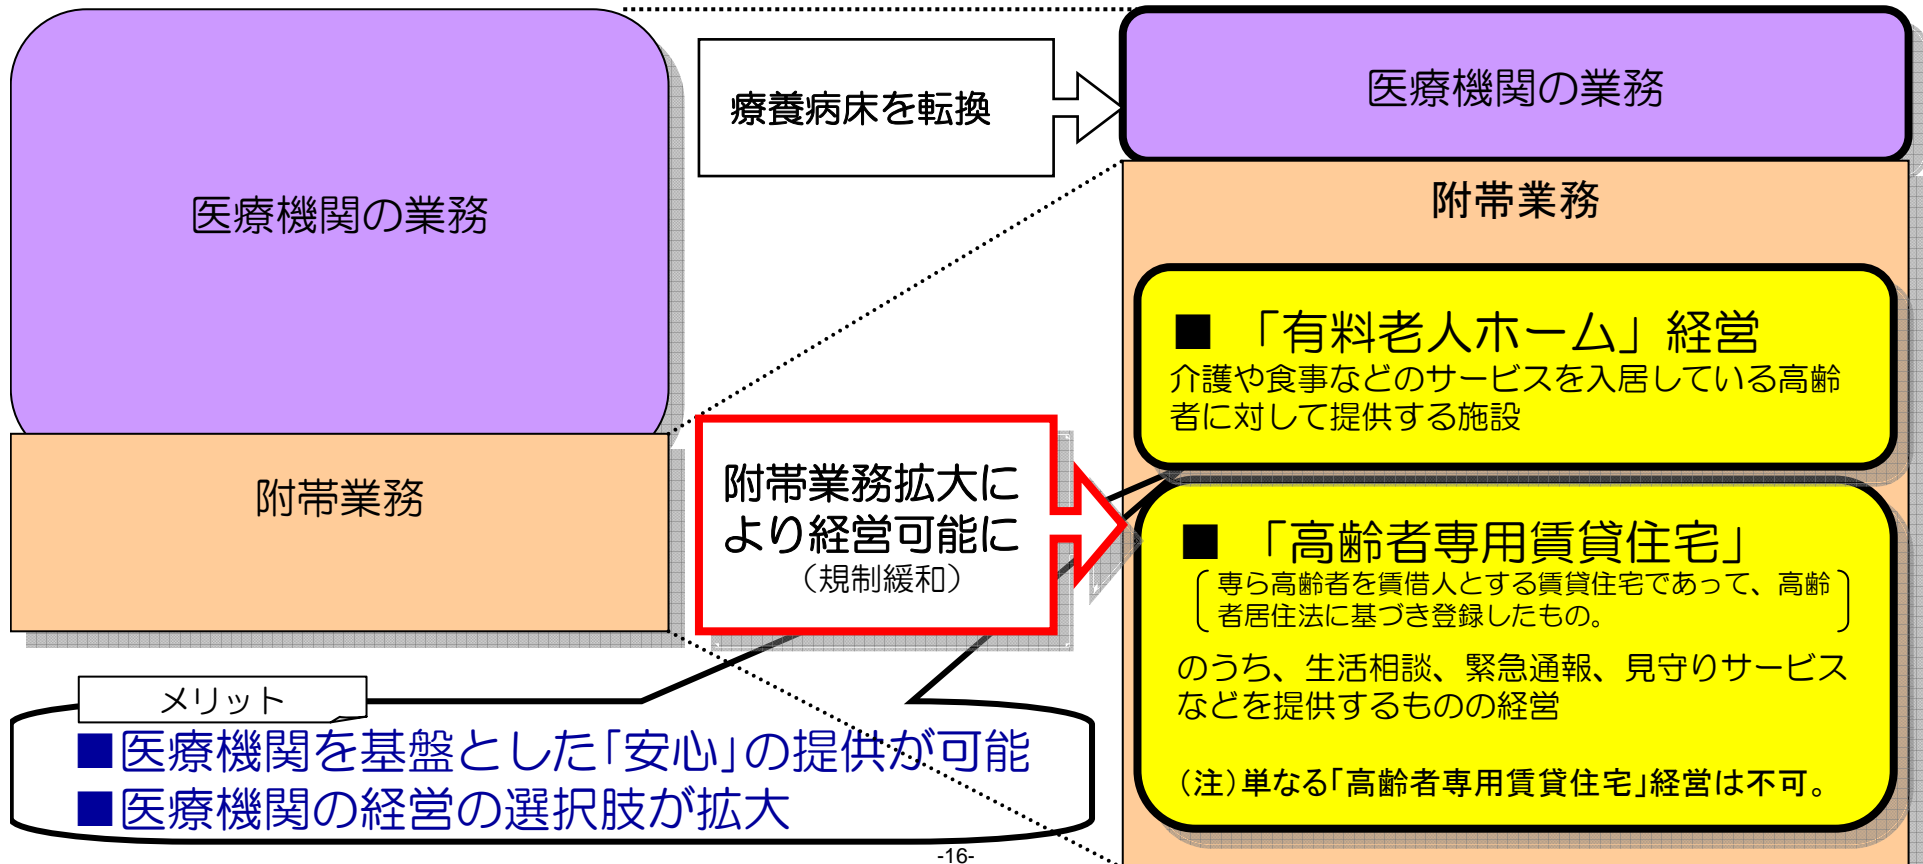 医療機関の業務
附帯業務
療養病床を転換
附帯業務拡大に
より経営可能に
（規制緩和）
医療機関の業務
附帯業務
■ 「有料老人ホーム」経営
介護や食事などのサービスを入居している高齢
者に対して提供する施設
■ 「高齢者専用賃貸住宅」
専ら高齢者を賃借人とする賃貸住宅であって、高齢
者居住法に基づき登録したもの。
のうち、生活相談、緊急通報、見守りサービス
などを提供するものの経営
（注）単なる「高齢者専用賃貸住宅」経営は不可。
メリット
■医療機関を基盤とした「安心」の提供が可能
■医療機関の経営の選択肢が拡大
-16-